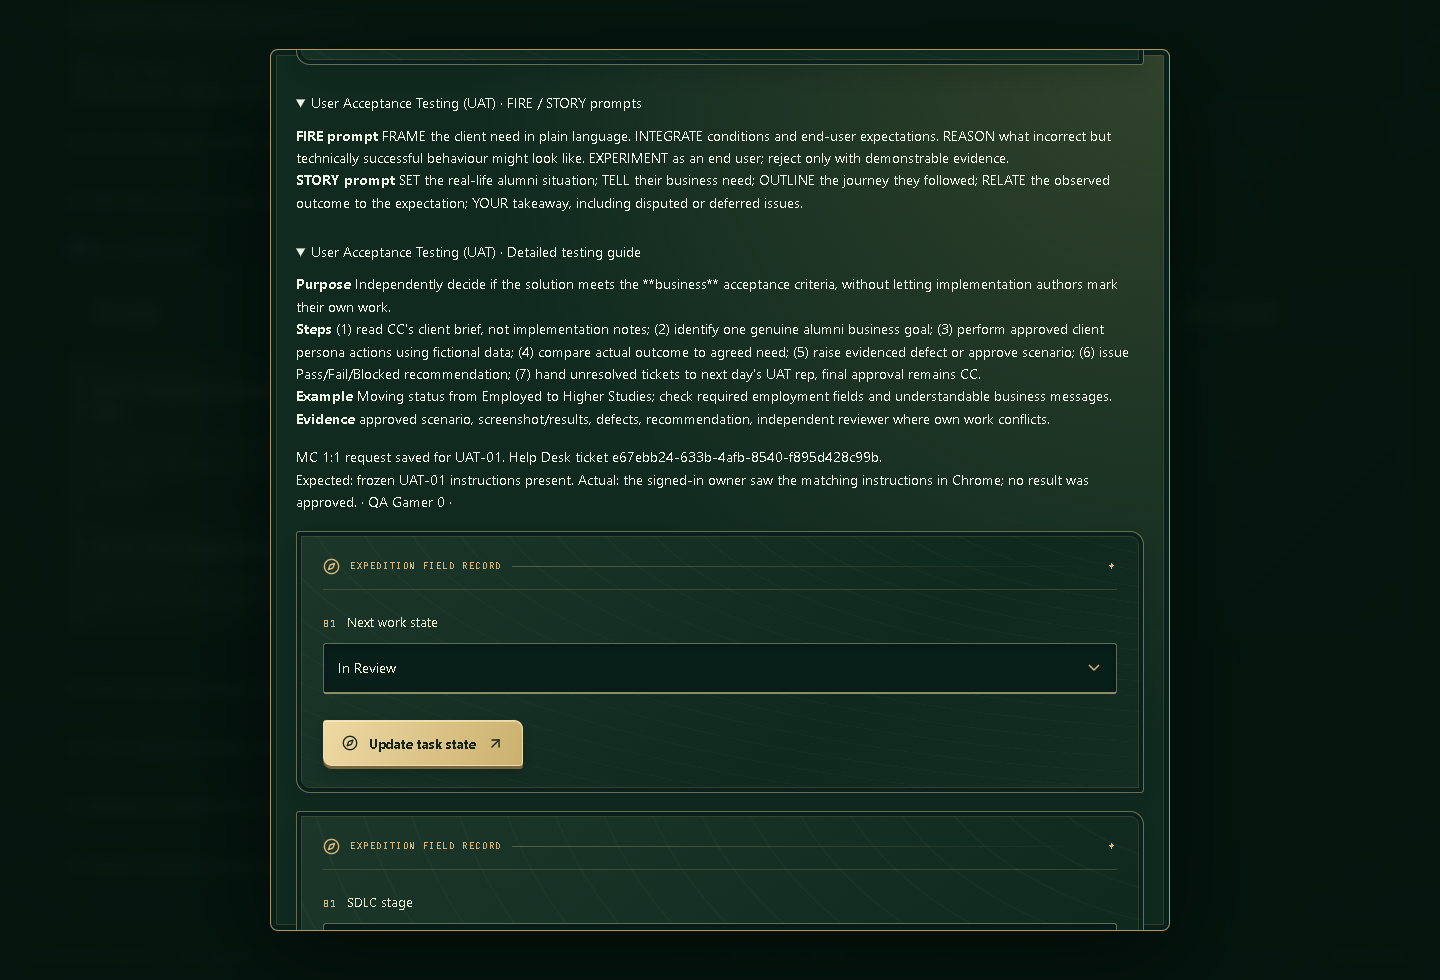 ▼ User Acceptance Testing (UAT) · FIRE / STORY prompts
FIRE prompt FRAME the client need in plain language. INTEGRATE conditions and end-user expectations. REASON what incorrect but
technically successful behaviour might look like. EXPERIMENT as an end user; reject only with demonstrable evidence.
STORY prompt SET the real-life alumni situation; TELL their business need; OUTLINE the journey they followed; RELATE the observed
outcome to the expectation; YOUR takeaway, including disputed or deferred issues.
▼ User Acceptance Testing (UAT) · Detailed testing guide
Purpose Independently decide if the solution meets the **business** acceptance criteria, without letting implementation authors mark
their own work.
Steps (1) read CC's client brief, not implementation notes; (2) identify one genuine alumni business goal; (3) perform approved client
persona actions using fictional data; (4) compare actual outcome to agreed need; (5) raise evidenced defect or approve scenario; (6) issue
Pass/Fail/Blocked recommendation; (7) hand unresolved tickets to next day's UAT rep, final approval remains CC.
Example Moving status from Employed to Higher Studies; check required employment fields and understandable business messages.
Evidence approved scenario, screenshot/results, defects, recommendation, independent reviewer where own work conflicts.
MC 1:1 request saved for UAT-01. Help Desk ticket e67ebb24-633b-4afb-8540-f895d428c99b.
Expected: frozen UAT-01 instructions present. Actual: the signed-in owner saw the matching instructions in Chrome; no result was
approved. · QA Gamer 0 ·
EXPEDITION FIELD RECORD
01 Next work state
In Review
Update task state
EXPEDITION FIELD RECORD
01 SDLC stage